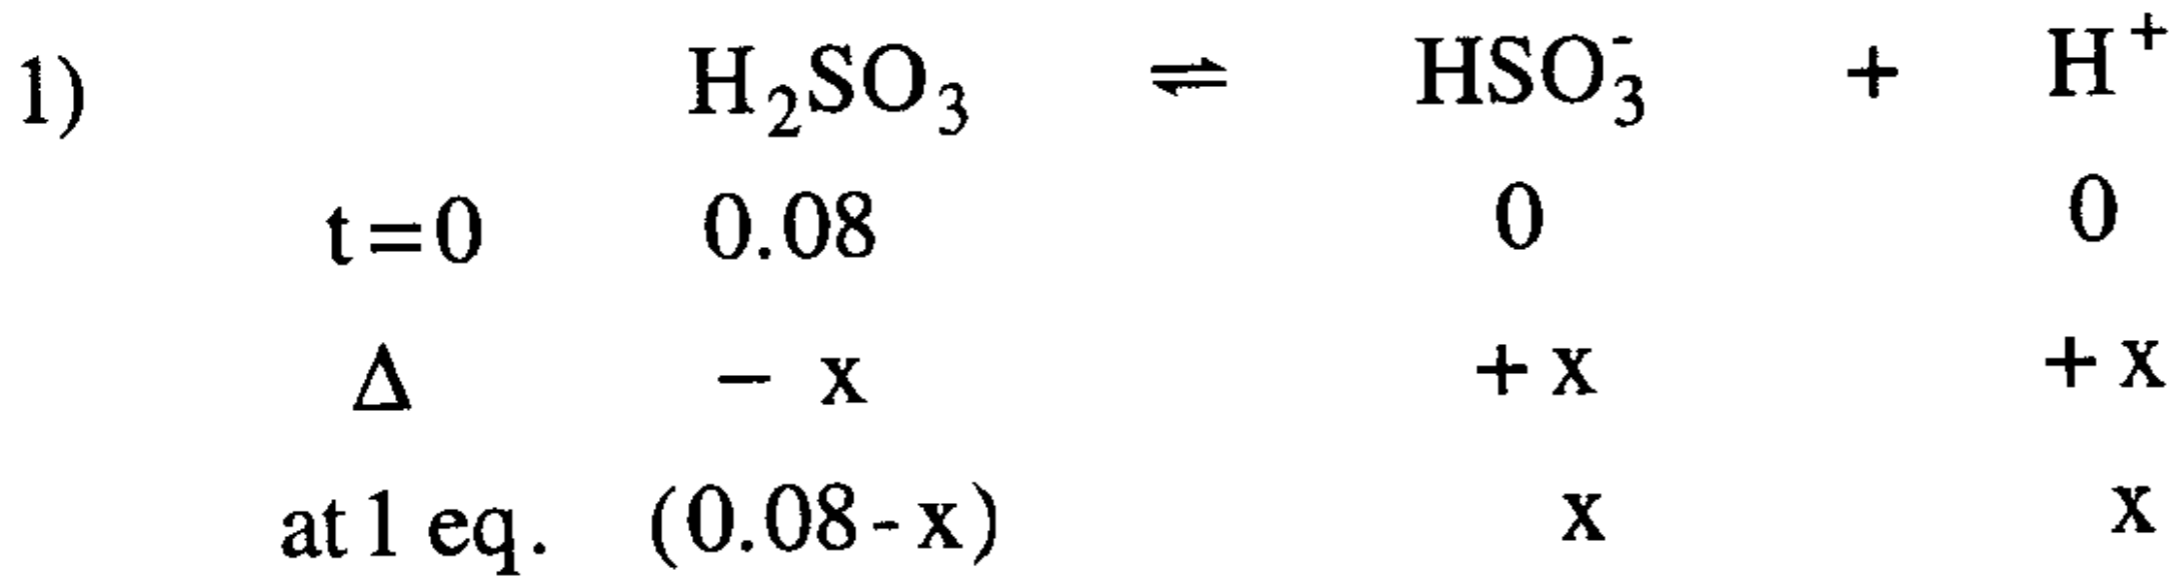 1) H₂SO₃ ⇌ HSO₃⁻ + H⁺
t=0 0.08 0 0
Δ − x + x + x
at 1 eq. (0.08-x) x x